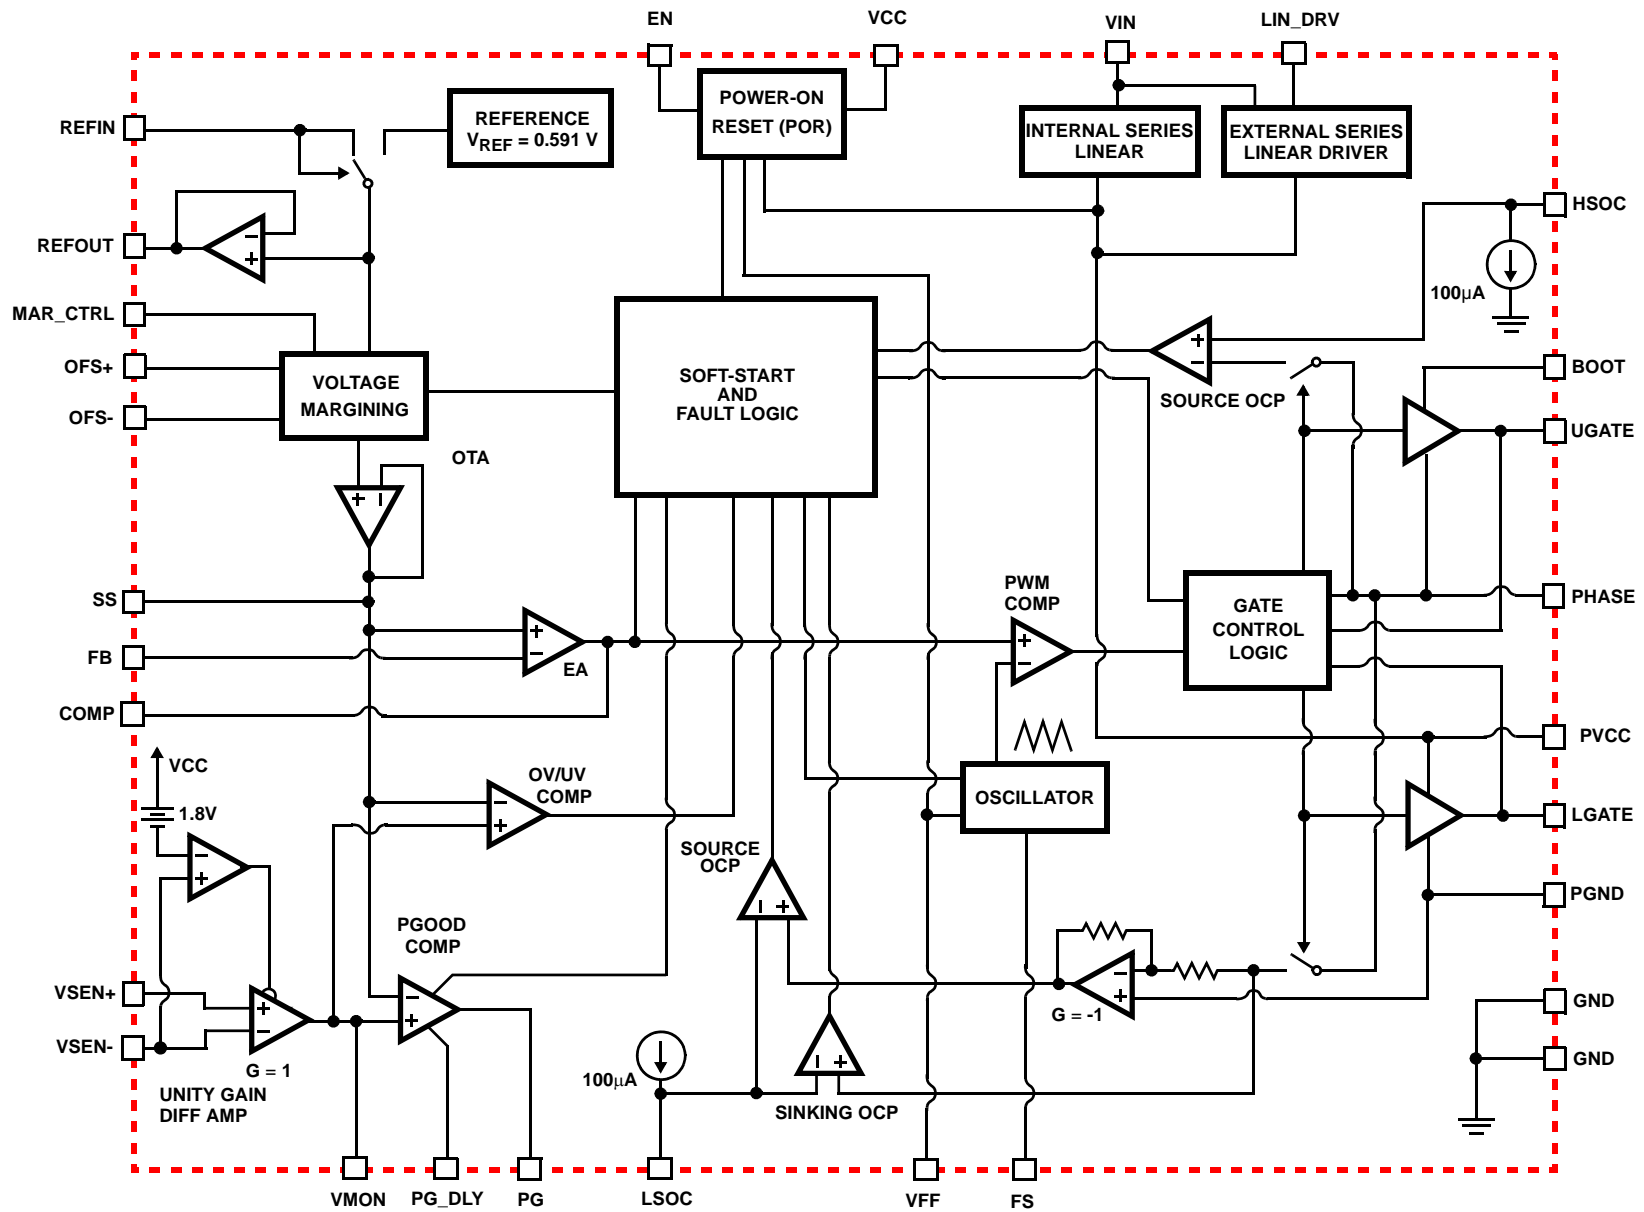 EN
VCC
VIN
LIN_DRV
REFIN
REFERENCE
VREF = 0.591 V
POWER-ON
RESET (POR)
INTERNAL SERIES
LINEAR
EXTERNAL SERIES
LINEAR DRIVER
HSOC
REFOUT
−
+
100µA
MAR_CTRL
OFS+
OFS-
VOLTAGE
MARGINING
SOFT-START
AND
FAULT LOGIC
+
−
SOURCE OCP
BOOT
UGATE
OTA
+
−
SS
FB
COMP
+
−
EA
PWM
COMP
+
−
GATE
CONTROL
LOGIC
PHASE
PVCC
VCC
1.8V
−
+
OV/UV
COMP
−
+
OSCILLATOR
LGATE
SOURCE
OCP
−
+
PGND
PGOOD
COMP
−
+
VSEN+
VSEN-
+
−
G = 1
UNITY GAIN
DIFF AMP
−
+
G = -1
100µA
−
+
SINKING OCP
GND
GND
VMON
PG_DLY
PG
LSOC
VFF
FS